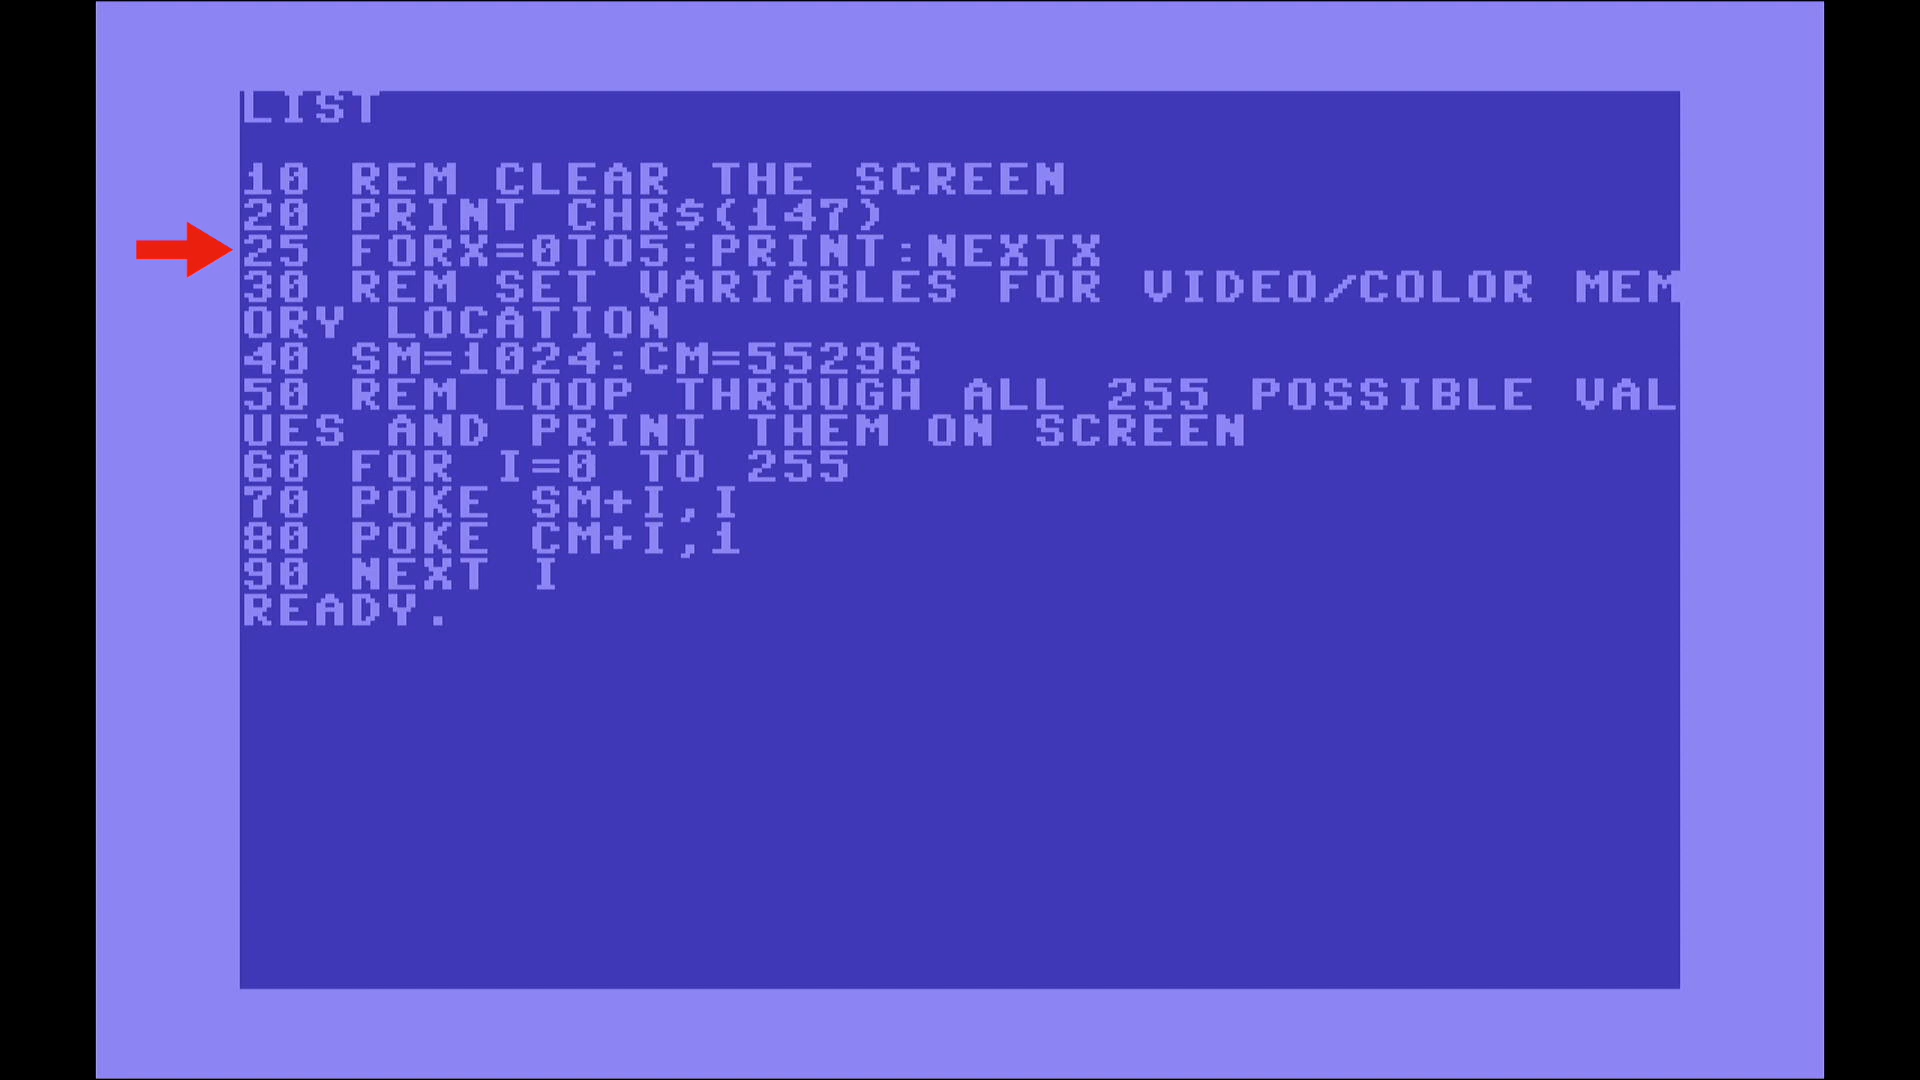 LIST
10 REM CLEAR THE SCREEN
20 PRINT CHR$(147)
25 FORX=0TO5:PRINT:NEXTX
30 REM SET VARIABLES FOR VIDEO/COLOR MEM
ORY LOCATION
40 SM=1024:CM=55296
50 REM LOOP THROUGH ALL 255 POSSIBLE VAL
UES AND PRINT THEM ON SCREEN
60 FOR I=0 TO 255
70 POKE SM+I,I
80 POKE CM+I,1
90 NEXT I
READY.